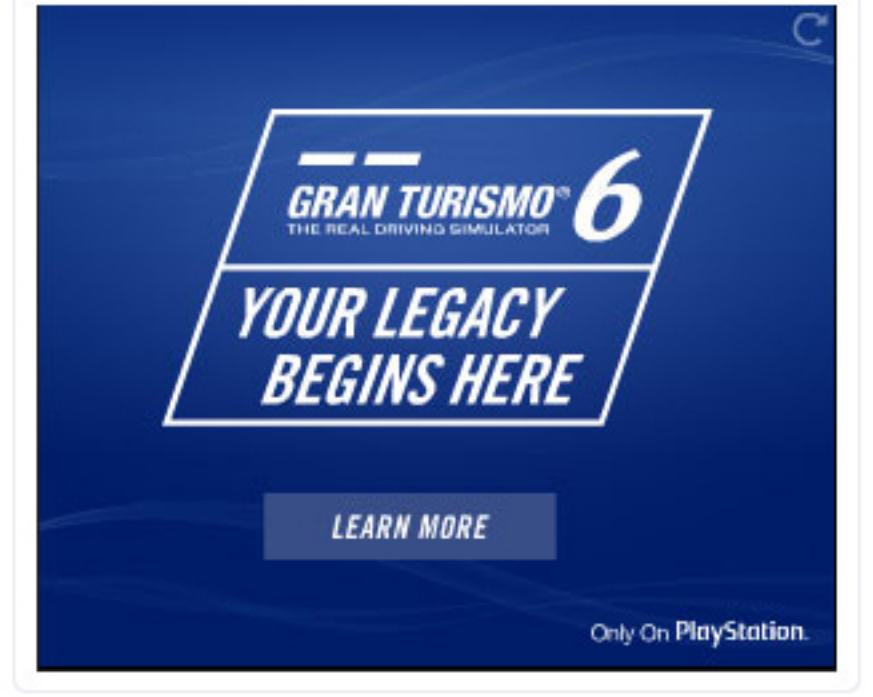 GRAN TURISMO® 6
THE REAL DRIVING SIMULATOR
YOUR LEGACY
BEGINS HERE
LEARN MORE
Only On PlayStation.